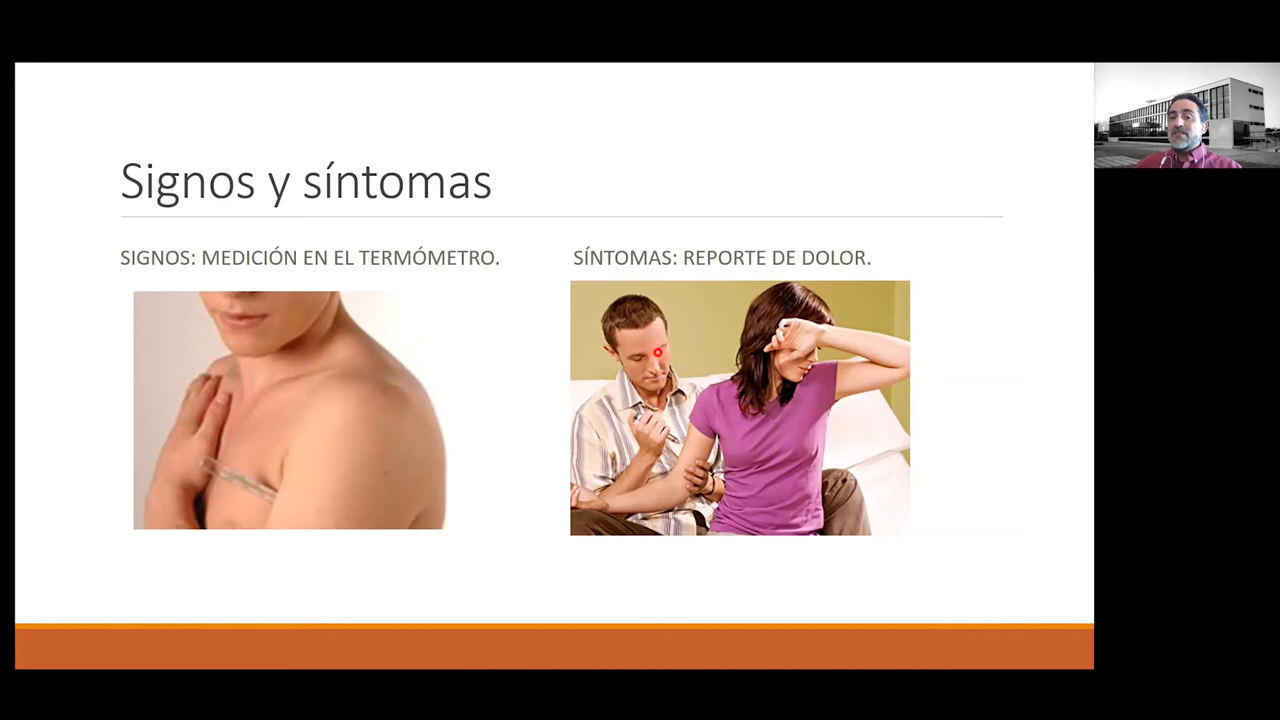 Signos y síntomas
SIGNOS: MEDICIÓN EN EL TERMÓMETRO.
SÍNTOMAS: REPORTE DE DOLOR.